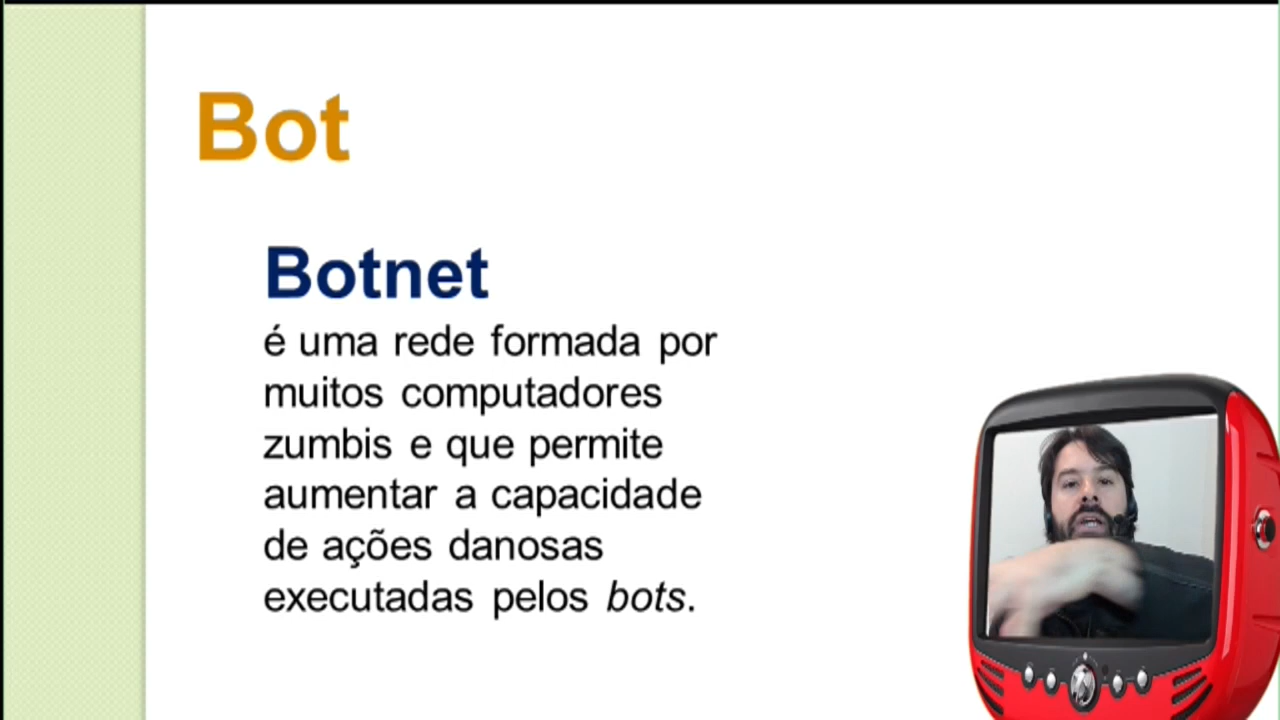 Bot
Botnet
é uma rede formada por
muitos computadores
zumbis e que permite
aumentar a capacidade
de ações danosas
executadas pelos bots.